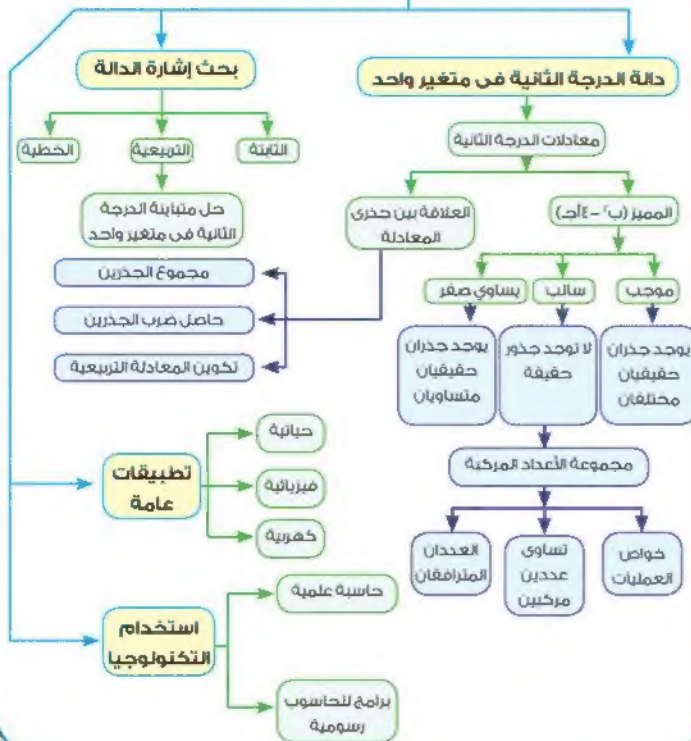 دالة الدرجة الثانية فى متغير واحد
معادلات الدرجة الثانية
المميز (ب٢ - ٤أجـ)
موجب
يوجد جذران
حقيقيان
مختلفان
سالب
لا توجد جذور
حقيقة
يساوي صفر
يوجد جذران
حقيقيان
متساويان
مجموعة الأعداد المركبة
خواص
العمليات
تساوى
عددين
مركبين
العددان
المترافقان
العلاقة بين جذرى
المعادلة
مجموع الجذرين
حاصل ضرب الجذرين
تكوين المعادلة التربيعية
بحث إشارة الدالة
الثابتة
التربيعية
الخطية
حل متباينة الدرجة
الثانية فى متغير واحد
تطبيقات
عامة
حياتية
فيزيائية
كهربية
استخدام
التكنولوجيا
حاسبة علمية
برامج للحاسوب
رسومية